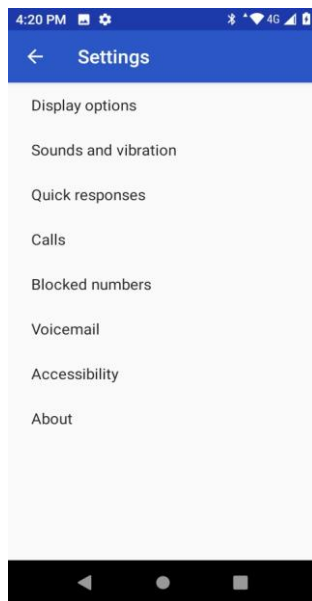 4:20 PM 4G
Settings
Display options
Sounds and vibration
Quick responses
Calls
Blocked numbers
Voicemail
Accessibility
About